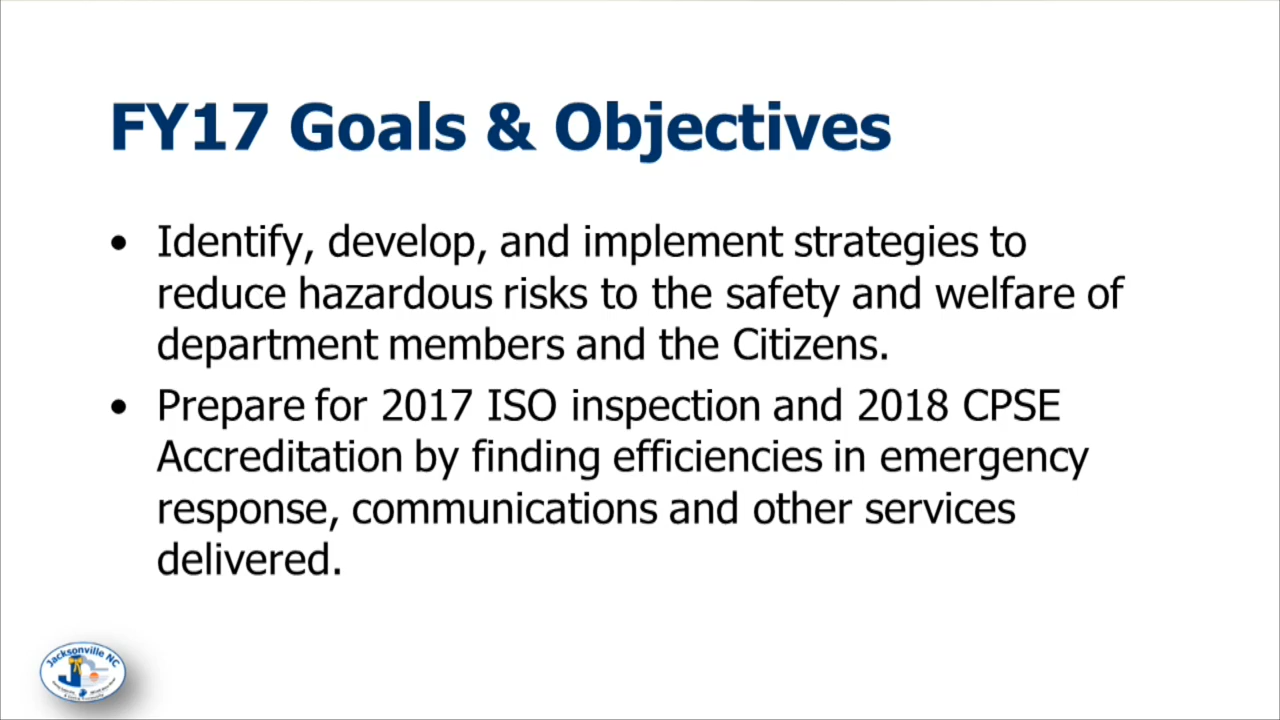 FY17 Goals & Objectives
• Identify, develop, and implement strategies to
reduce hazardous risks to the safety and welfare of
department members and the Citizens.
• Prepare for 2017 ISO inspection and 2018 CPSE
Accreditation by finding efficiencies in emergency
response, communications and other services
delivered.
Jacksonville NC